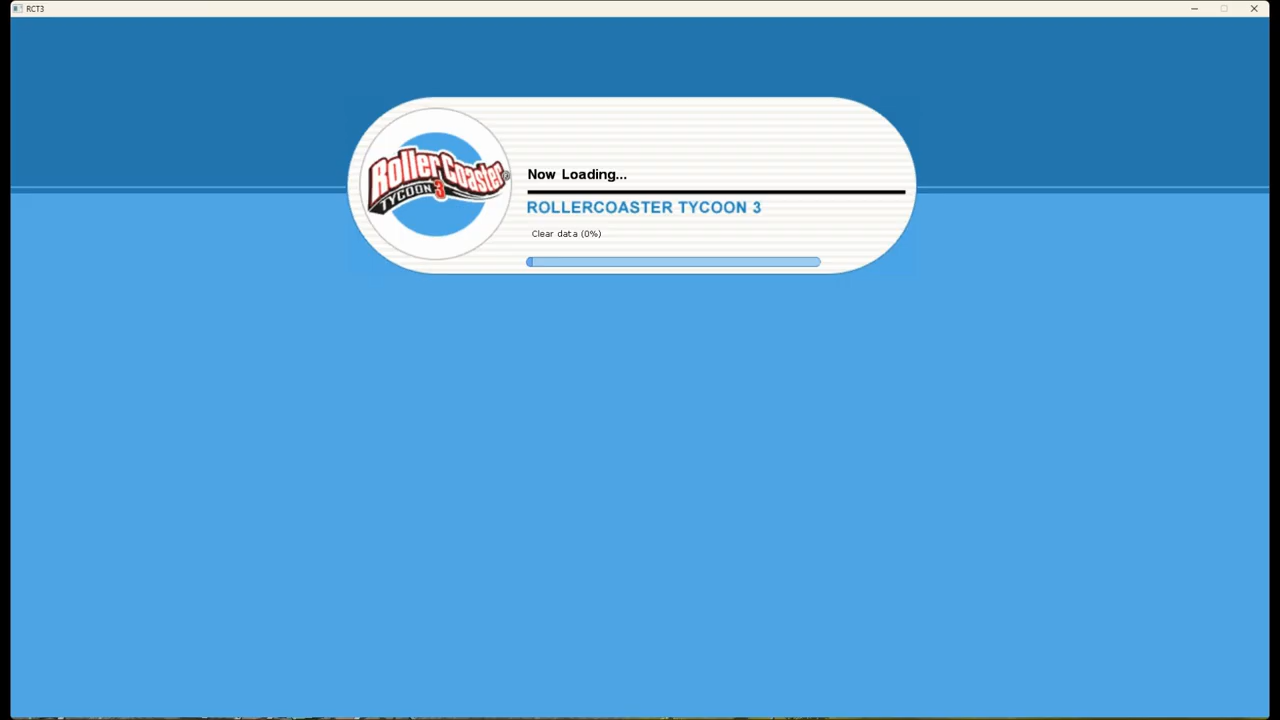 RCT3
RollerCoaster®
TYCOON 3
Now Loading...
ROLLERCOASTER TYCOON 3
Clear data (0%)